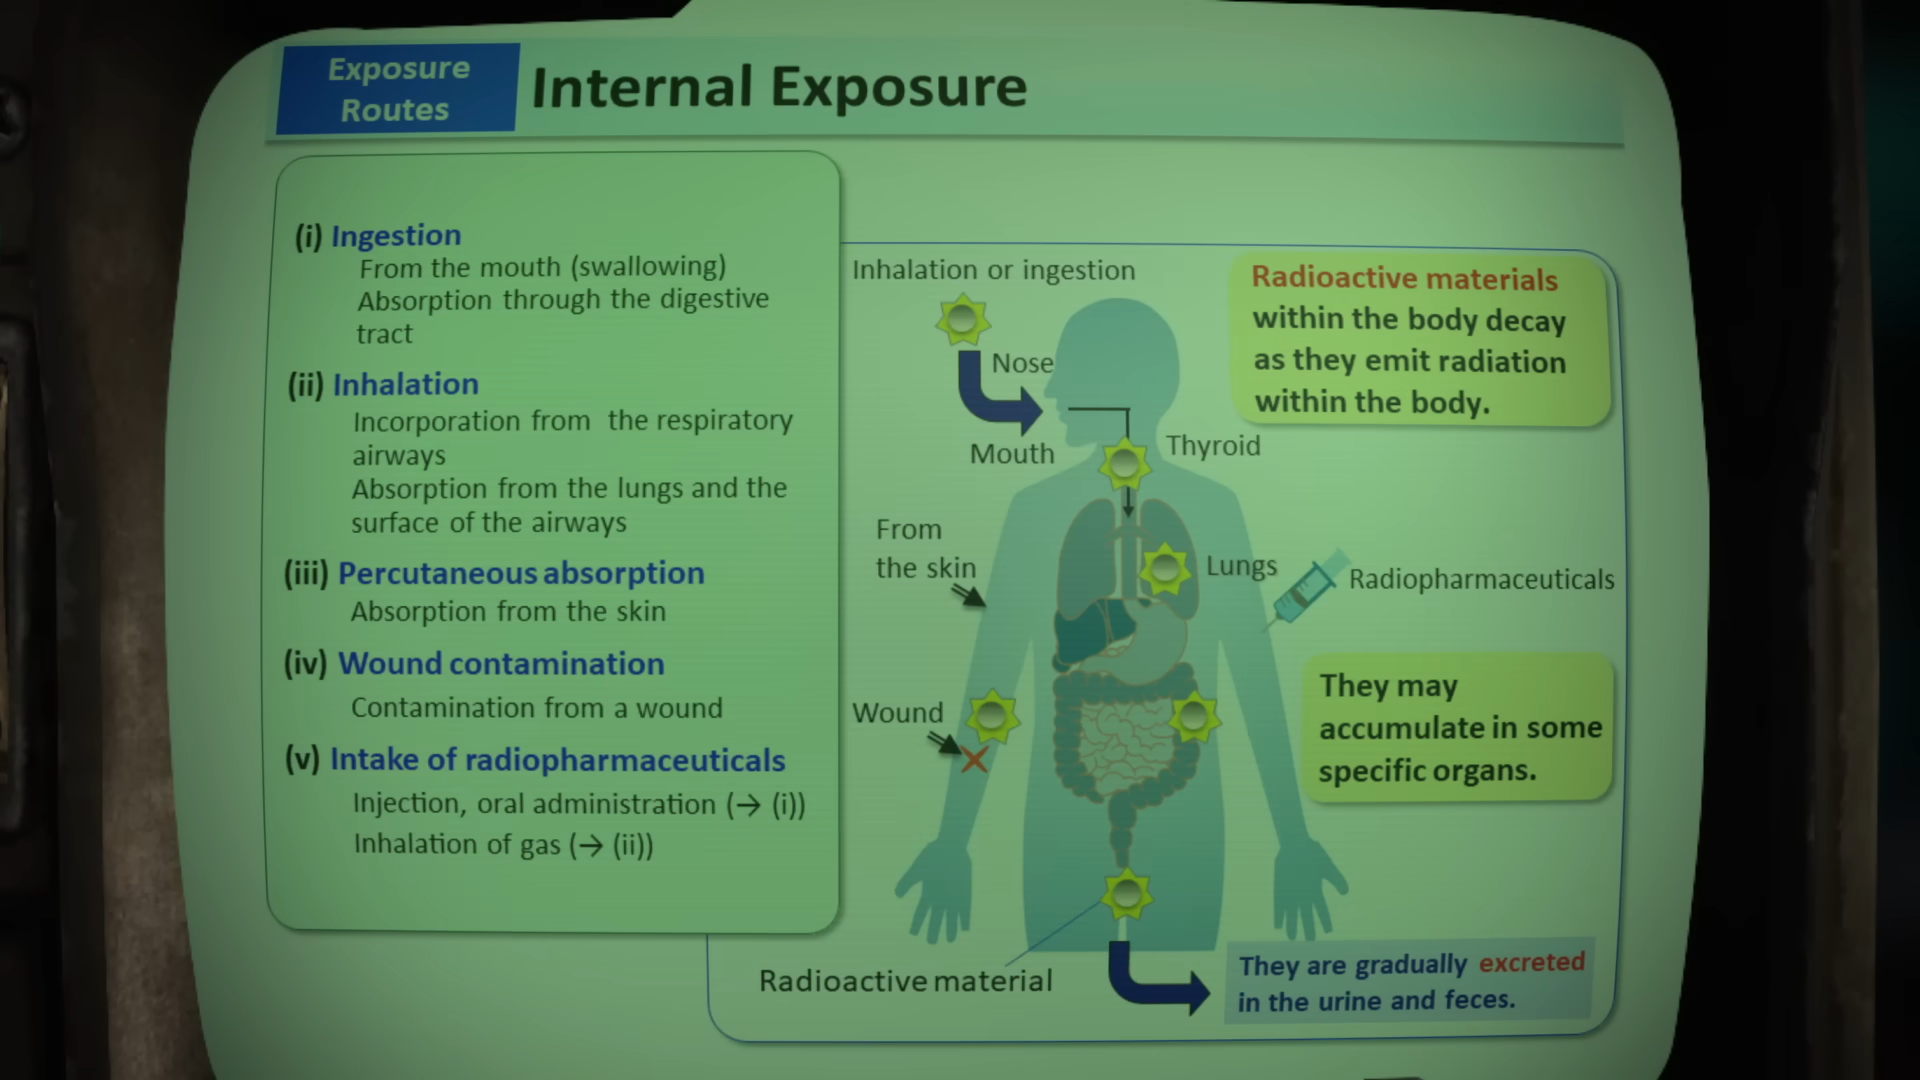 Exposure
Routes
Internal Exposure
(i) Ingestion
From the mouth (swallowing)
Absorption through the digestive
tract
(ii) Inhalation
Incorporation from the respiratory
airways
Absorption from the lungs and the
surface of the airways
(iii) Percutaneous absorption
Absorption from the skin
(iv) Wound contamination
Contamination from a wound
(v) Intake of radiopharmaceuticals
Injection, oral administration (→ (i))
Inhalation of gas (→ (ii))
Inhalation or ingestion
Nose
Mouth
Thyroid
From
the skin
Lungs
Wound
Radiopharmaceuticals
Radioactive materials
within the body decay
as they emit radiation
within the body.
They may
accumulate in some
specific organs.
Radioactive material
They are gradually excreted
in the urine and feces.